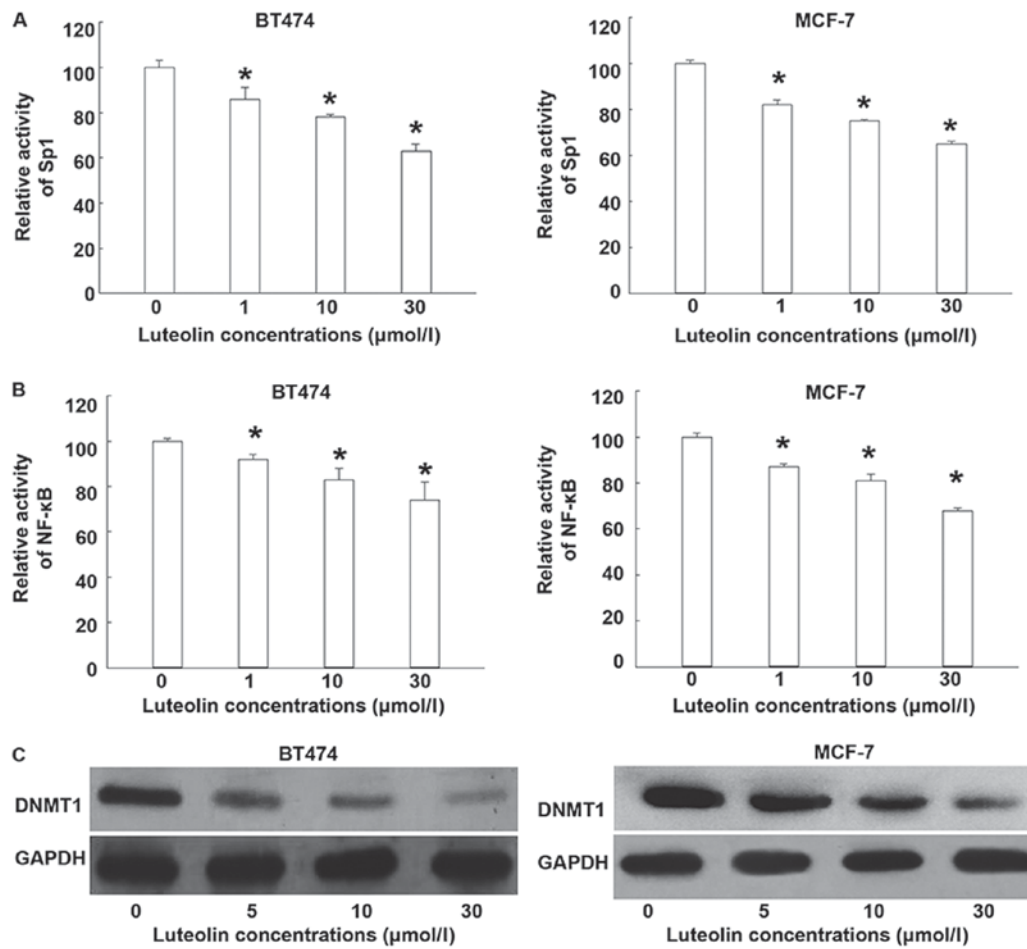 A
BT474
120
100
80
60
40
20
0
Relative activity
of Sp1
* * *
0 1 10 30
Luteolin concentrations (µmol/l)
MCF-7
120
100
80
60
40
20
0
Relative activity
of Sp1
* * *
0 1 10 30
Luteolin concentrations (µmol/l)
B
BT474
120
100
80
60
40
20
0
Relative activity
of NF-κB
* * *
0 1 10 30
Luteolin concentrations (µmol/l)
MCF-7
120
100
80
60
40
20
0
Relative activity
of NF-κB
* * *
0 1 10 30
Luteolin concentrations (µmol/l)
C
BT474
DNMT1
GAPDH
0 5 10 30
Luteolin concentrations (µmol/l)
MCF-7
DNMT1
GAPDH
0 5 10 30
Luteolin concentrations (µmol/l)